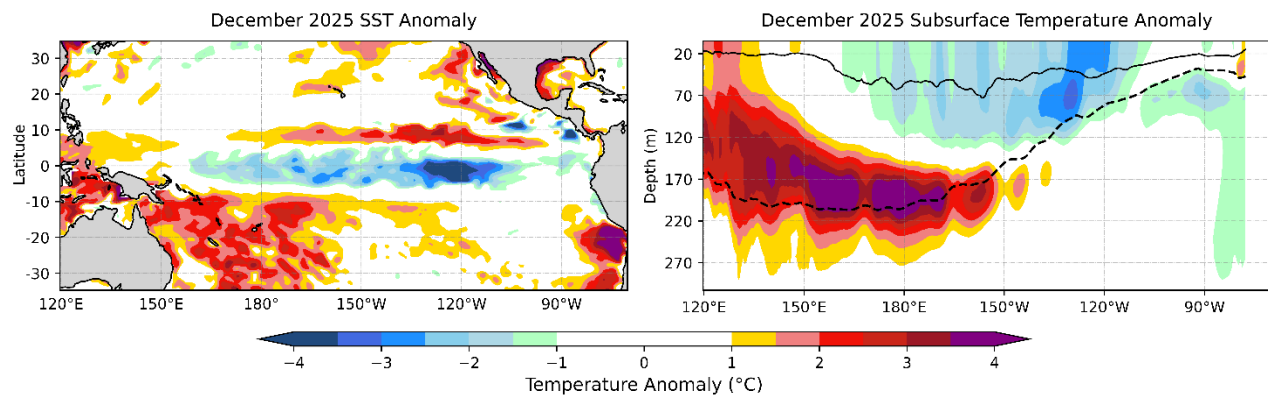 December 2025 SST Anomaly
Latitude
30
20
10
0
-10
-20
-30
120°E 150°E 180° 150°W 120°W 90°W
December 2025 Subsurface Temperature Anomaly
Depth (m)
20
70
120
170
220
270
120°E 150°E 180°E 150°W 120°W 90°W
−4 −3 −2 −1 0 1 2 3 4
Temperature Anomaly (°C)